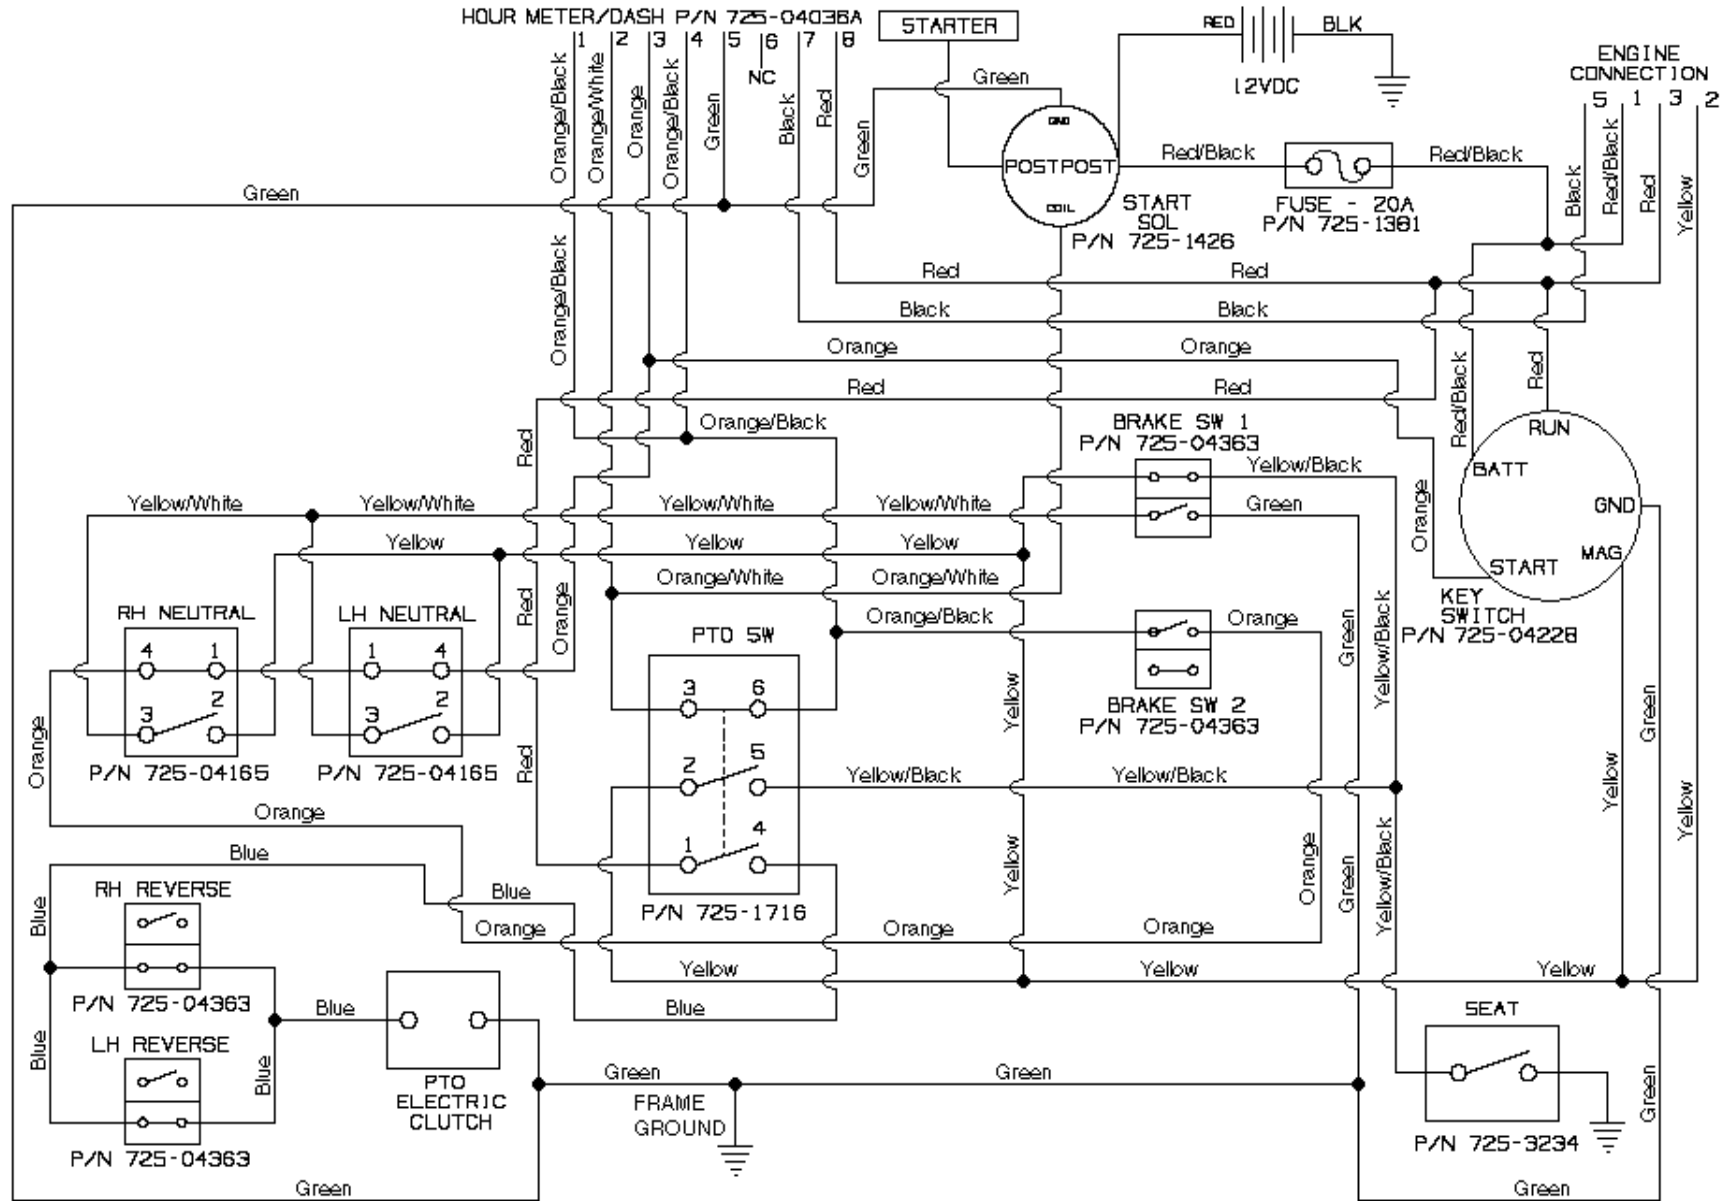 HOUR METER/DASH P/N 725-04036A
1 2 3 4 5 6 7 8
NC
Orange/Black
Orange/White
Orange
Orange/Black
Green
Black
Red
STARTER
Green
Green
RED
BLK
12VDC
ENGINE
CONNECTION
5 1 3 2
Black
Red/Black
Red
Yellow
GND
POST POST
COIL
START
SOL
P/N 725-1426
Red/Black
Red/Black
FUSE - 20A
P/N 725-1381
Green
Orange/Black
Red
Red
Black
Black
Orange
Orange
Red
Red
Red/Black
Red
Orange/Black
Red
BRAKE SW 1
P/N 725-04363
Yellow/Black
Green
RUN
BATT
GND
MAG
START
Orange
KEY
SWITCH
P/N 725-04228
Yellow/White
Yellow/White
Yellow/White
Yellow/White
Yellow
Yellow
Yellow
Orange/White
Orange/White
Orange/Black
Orange
Red
Orange
RH NEUTRAL
4 1
3 2
P/N 725-04165
LH NEUTRAL
1 4
3 2
P/N 725-04165
PTO SW
3 6
2 5
1 4
P/N 725-1716
BRAKE SW 2
P/N 725-04363
Green
Yellow/Black
Yellow
Green
Yellow
Yellow
Orange
Red
Yellow/Black
Yellow/Black
Orange
Blue
Blue
Orange
Orange
Orange
Yellow
Orange
Green
Yellow/Black
RH REVERSE
P/N 725-04363
Blue
Blue
LH REVERSE
P/N 725-04363
Blue
Blue
PTO
ELECTRIC
CLUTCH
Yellow
Yellow
Yellow
Blue
Green
Green
FRAME
GROUND
SEAT
P/N 725-3234
Green
Green
Green